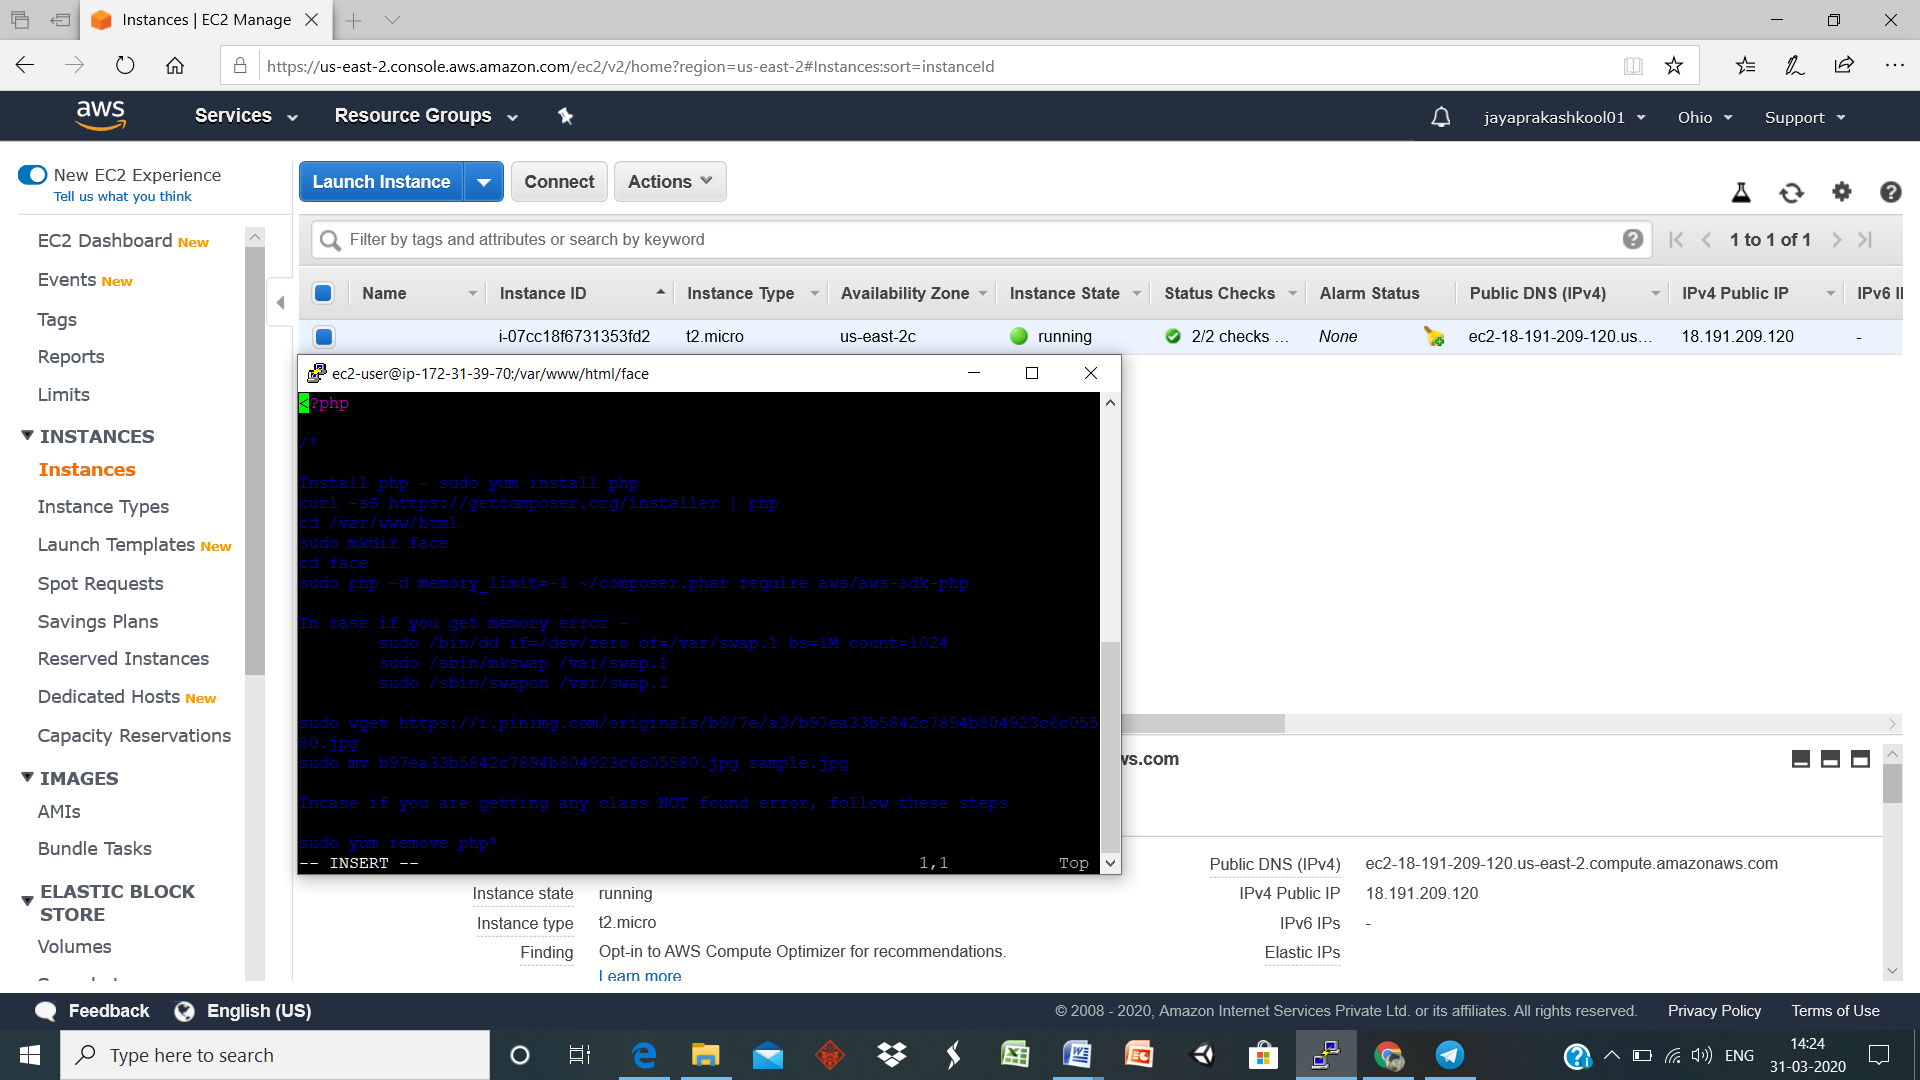 Instances | EC2 Manage
https://us-east-2.console.aws.amazon.com/ec2/v2/home?region=us-east-2#Instances:sort=instanceId
aws
Services
Resource Groups
jayaprakashkool01
Ohio
Support
New EC2 Experience
Tell us what you think
Launch Instance
Connect
Actions
EC2 Dashboard New
Events New
Tags
Reports
Limits
INSTANCES
Instances
Instance Types
Launch Templates New
Spot Requests
Savings Plans
Reserved Instances
Dedicated Hosts New
Capacity Reservations
IMAGES
AMIs
Bundle Tasks
ELASTIC BLOCK
STORE
Volumes
Filter by tags and attributes or search by keyword
1 to 1 of 1
Name Instance ID Instance Type Availability Zone Instance State Status Checks Alarm Status Public DNS (IPv4) IPv4 Public IP
i-07cc18f6731353fd2 t2.micro us-east-2c running 2/2 checks ... None ec2-18-191-209-120.us... 18.191.209.120 -
ec2-user@ip-172-31-39-70:/var/www/html/face
<?php
/*
Install php - sudo yum install php
curl -sS https://getcomposer.org/installer | php
cd /var/www/html
sudo mkdir face
cd face
sudo php -d memory_limit=-1 ~/composer.phar require aws/aws-sdk-php
In case if you get memory error -
sudo /bin/dd if=/dev/zero of=/var/swap.1 bs=1M count=1024
sudo /sbin/mkswap /var/swap.1
sudo /sbin/swapon /var/swap.1
sudo wget https://i.pinimg.com/originals/b9/7e/a3/b97ea33b5842c7894b804923c6c055
80.jpg
sudo mv b97ea33b5842c7894b804923c6c05580.jpg sample.jpg
Incase if you are getting any class NOT found error, follow these steps
sudo yum remove php*
-- INSERT -- 1,1 Top
ws.com
Instance state running
Instance type t2.micro
Finding Opt-in to AWS Compute Optimizer for recommendations.
Learn more
Public DNS (IPv4) ec2-18-191-209-120.us-east-2.compute.amazonaws.com
IPv4 Public IP 18.191.209.120
IPv6 IPs -
Elastic IPs
Feedback
English (US)
© 2008 - 2020, Amazon Internet Services Private Ltd. or its affiliates. All rights reserved.
Privacy Policy
Terms of Use
Type here to search
ENG
14:24
31-03-2020